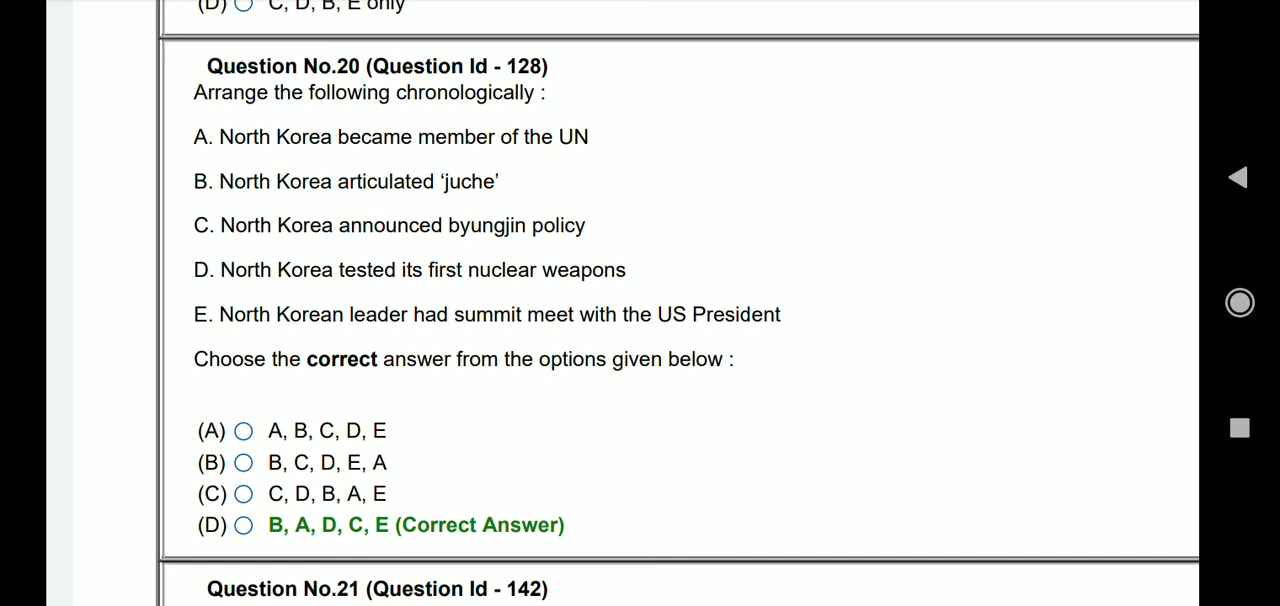 (D) C, D, B, E only
Question No.20 (Question Id - 128)
Arrange the following chronologically :
A. North Korea became member of the UN
B. North Korea articulated ‘juche’
C. North Korea announced byungjin policy
D. North Korea tested its first nuclear weapons
E. North Korean leader had summit meet with the US President
Choose the correct answer from the options given below :
(A) A, B, C, D, E
(B) B, C, D, E, A
(C) C, D, B, A, E
(D) B, A, D, C, E (Correct Answer)
Question No.21 (Question Id - 142)